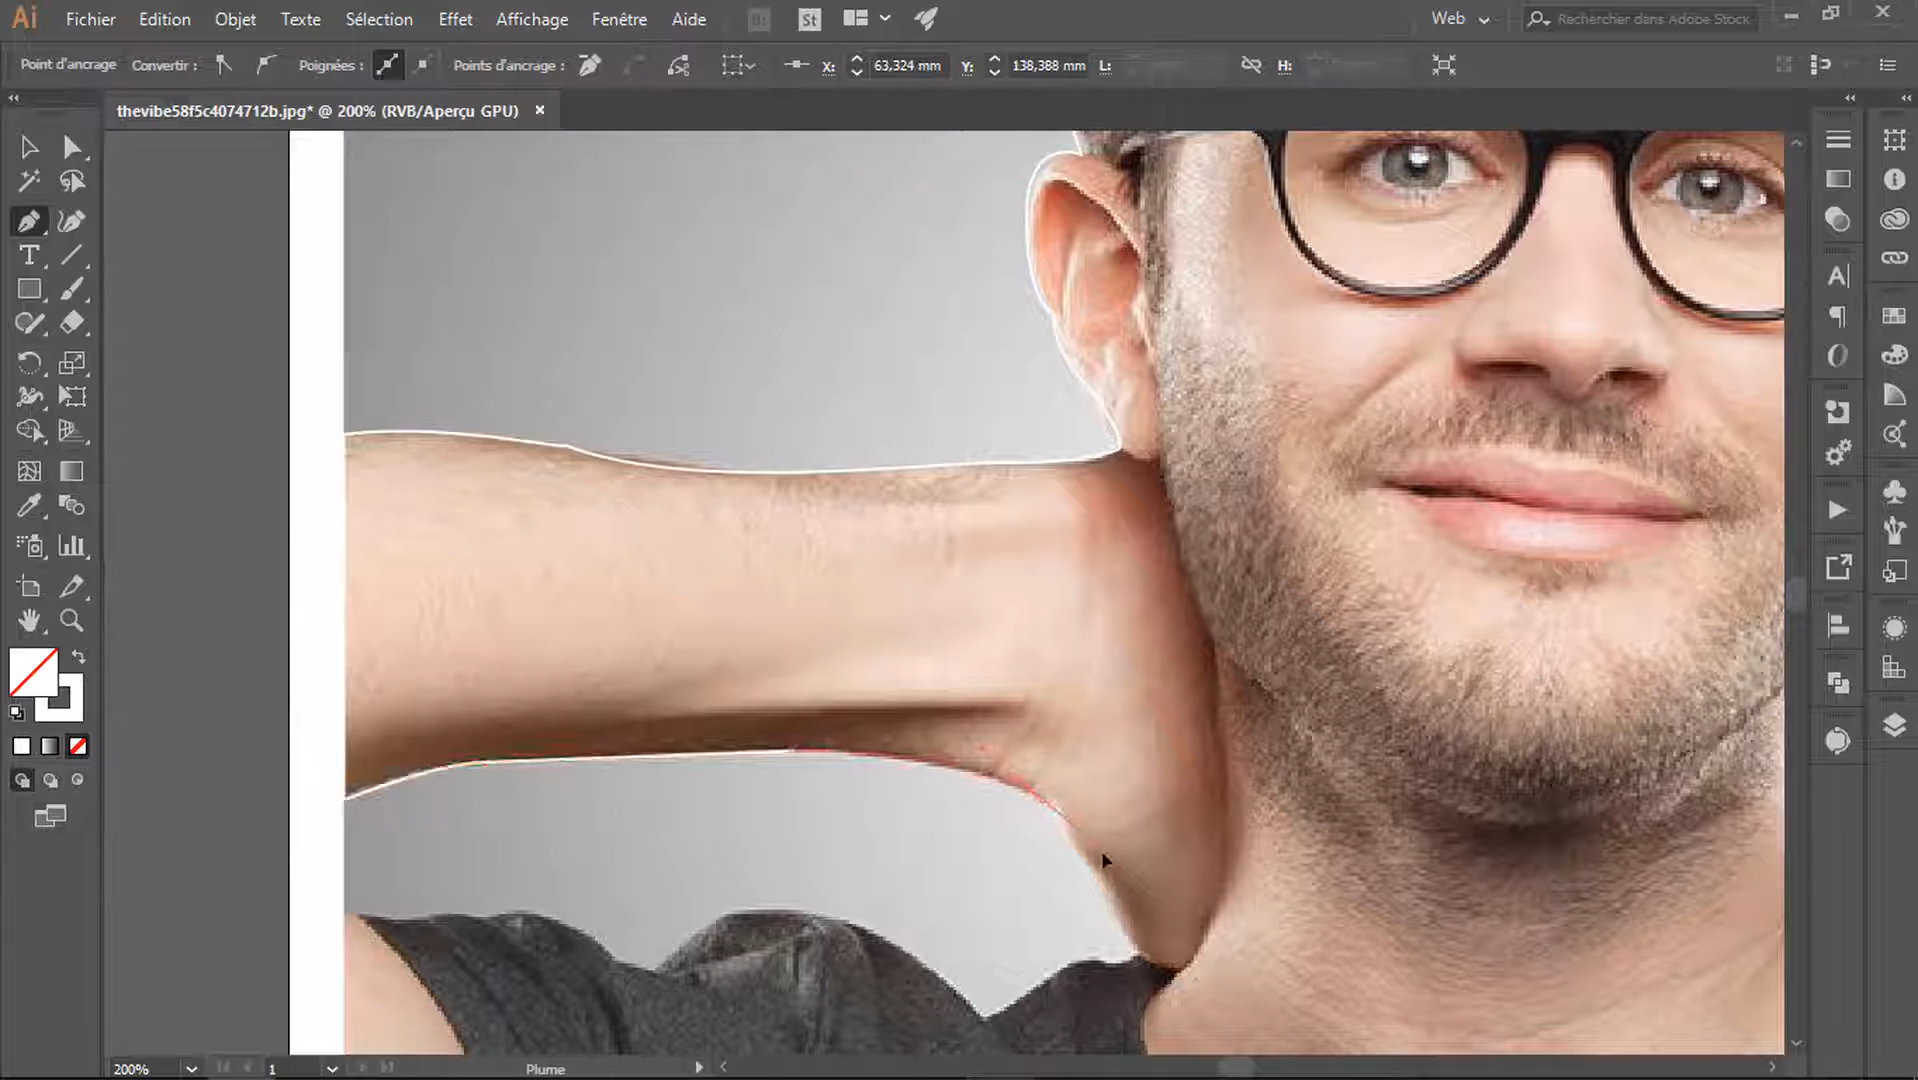 Ai Fichier Edition Objet Texte Sélection Effet Affichage Fenêtre Aide Br St Web Rechercher dans Adobe Stock
Point d'ancrage Convertir : Poignées : Points d'ancrage : X: 63,324 mm Y: 138,388 mm L: H:
thevibe58f5c4074712b.jpg* @ 200% (RVB/Aperçu GPU) ×
200% 1 Plume